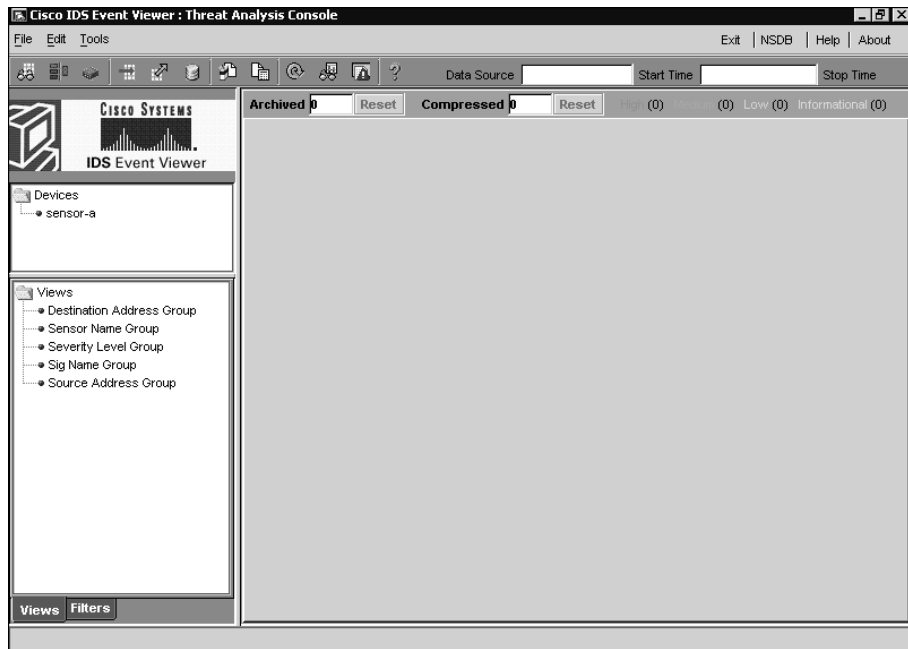 Cisco IDS Event Viewer : Threat Analysis Console
File Edit Tools
Exit | NSDB | Help | About
Data Source Start Time Stop Time
CISCO SYSTEMS
IDS Event Viewer
Archived 0 Reset Compressed 0 Reset High (0) Medium (0) Low (0) Informational (0)
Devices
sensor-a
Views
Destination Address Group
Sensor Name Group
Severity Level Group
Sig Name Group
Source Address Group
Views Filters